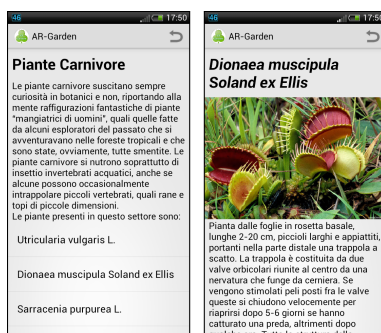 46
17:50
AR-Garden
Piante Carnivore
Le piante carnivore suscitano sempre
curiosità in botanici e non, riportando alla
mente raffigurazioni fantastiche di piante
"mangiatrici di uomini", quali quelle fatte
da alcuni esploratori del passato che si
avventuravano nelle foreste tropicali e che
sono state, ovviamente, tutte smentite. Le
piante carnivore si nutrono soprattutto di
insettio invertebrati acquatici, anche se
alcune possono occasionalmente
intrappolare piccoli vertebrati, quali rane e
topi di piccole dimensioni.
Le piante presenti in questo settore sono:
Utricularia vulgaris L.
Dionaea muscipula Soland ex Ellis
Sarracenia purpurea L.
46
17:50
AR-Garden
Dionaea muscipula
Soland ex Ellis
Pianta dalle foglie in rosetta basale,
lunghe 2-20 cm, piccioli larghi e appiattiti,
portanti nella parte distale una trappola a
scatto. La trappola è costituita da due
valve orbicolari riunite al centro da una
nervatura che funge da cerniera. Se
vengono stimolati peli posti fra le valve
queste si chiudono velocemente per
riaprirsi dopo 5-6 giorni se hanno
catturato una preda, altrimenti dopo